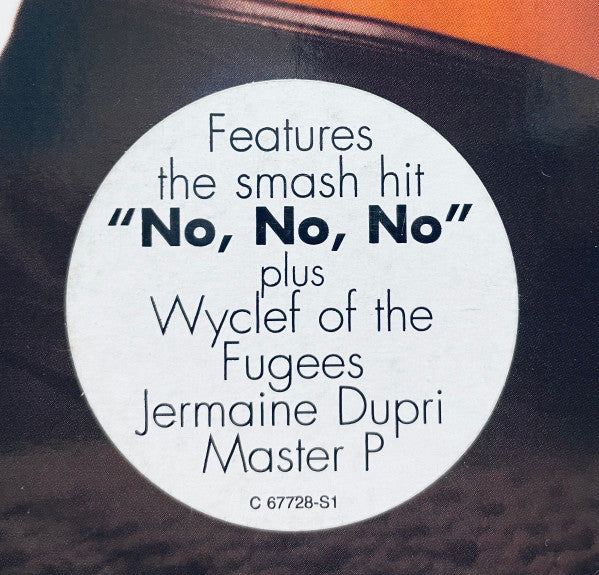 Features
the smash hit
"No, No, No"
plus
Wyclef of the
Fugees
Jermaine Dupri
Master P
C 67728-S1